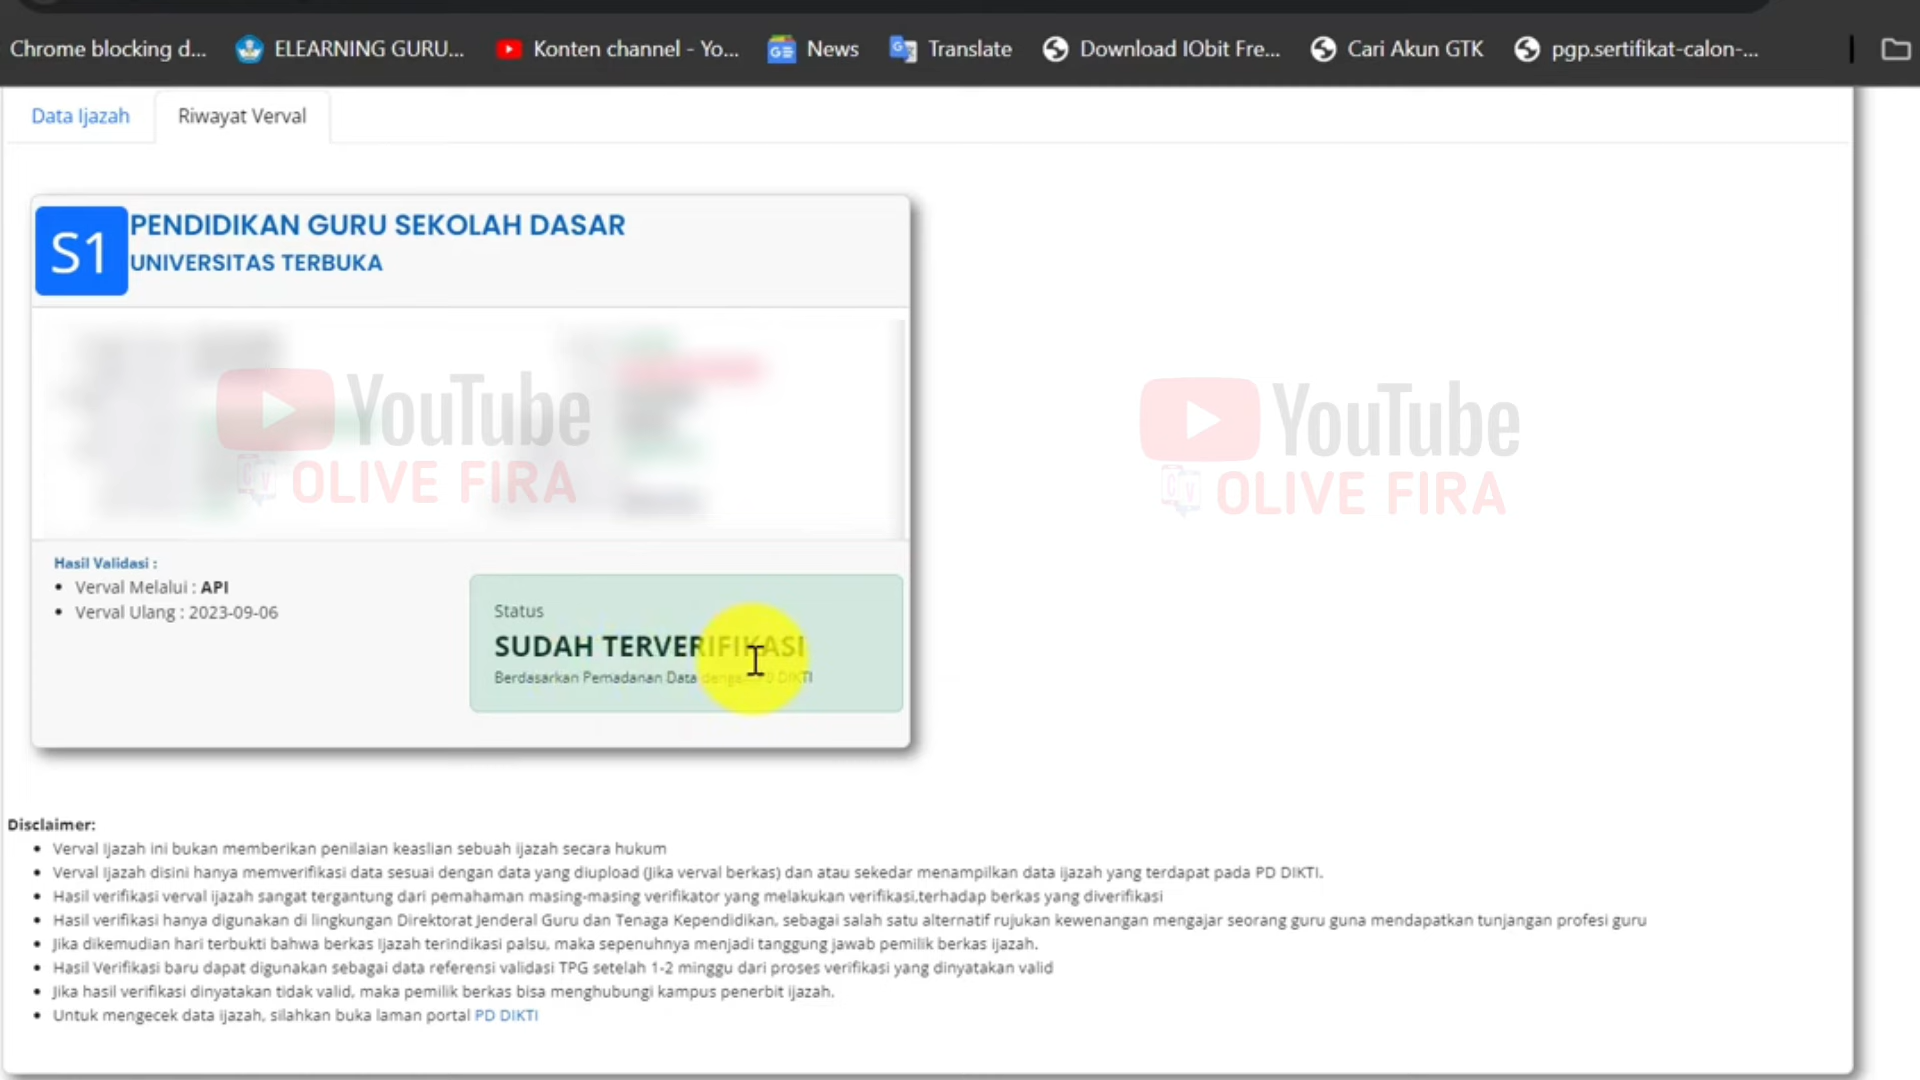 Chrome blocking d...
ELEARNING GURU...
Konten channel - Yo...
News
Translate
Download IObit Fre...
Cari Akun GTK
pgp.sertifikat-calon-...
Data Ijazah
Riwayat Verval
S1
PENDIDIKAN GURU SEKOLAH DASAR
UNIVERSITAS TERBUKA
YouTube
OLIVE FIRA
YouTube
OLIVE FIRA
Hasil Validasi :
Verval Melalui : API
Verval Ulang : 2023-09-06
Status
SUDAH TERVERIFIKASI
Berdasarkan Pemadanan Data dengan PD DIKTI
Disclaimer:
Verval Ijazah ini bukan memberikan penilaian keaslian sebuah ijazah secara hukum
Verval Ijazah disini hanya memverifikasi data sesuai dengan data yang diupload (Jika verval berkas) dan atau sekedar menampilkan data ijazah yang terdapat pada PD DIKTI.
Hasil verifikasi verval ijazah sangat tergantung dari pemahaman masing-masing verifikator yang melakukan verifikasi,terhadap berkas yang diverifikasi
Hasil verifikasi hanya digunakan di lingkungan Direktorat Jenderal Guru dan Tenaga Kependidikan, sebagai salah satu alternatif rujukan kewenangan mengajar seorang guru guna mendapatkan tunjangan profesi guru
Jika dikemudian hari terbukti bahwa berkas Ijazah terindikasi palsu, maka sepenuhnya menjadi tanggung jawab pemilik berkas ijazah.
Hasil Verifikasi baru dapat digunakan sebagai data referensi validasi TPG setelah 1-2 minggu dari proses verifikasi yang dinyatakan valid
Jika hasil verifikasi dinyatakan tidak valid, maka pemilik berkas bisa menghubungi kampus penerbit ijazah.
Untuk mengecek data ijazah, silahkan buka laman portal PD DIKTI